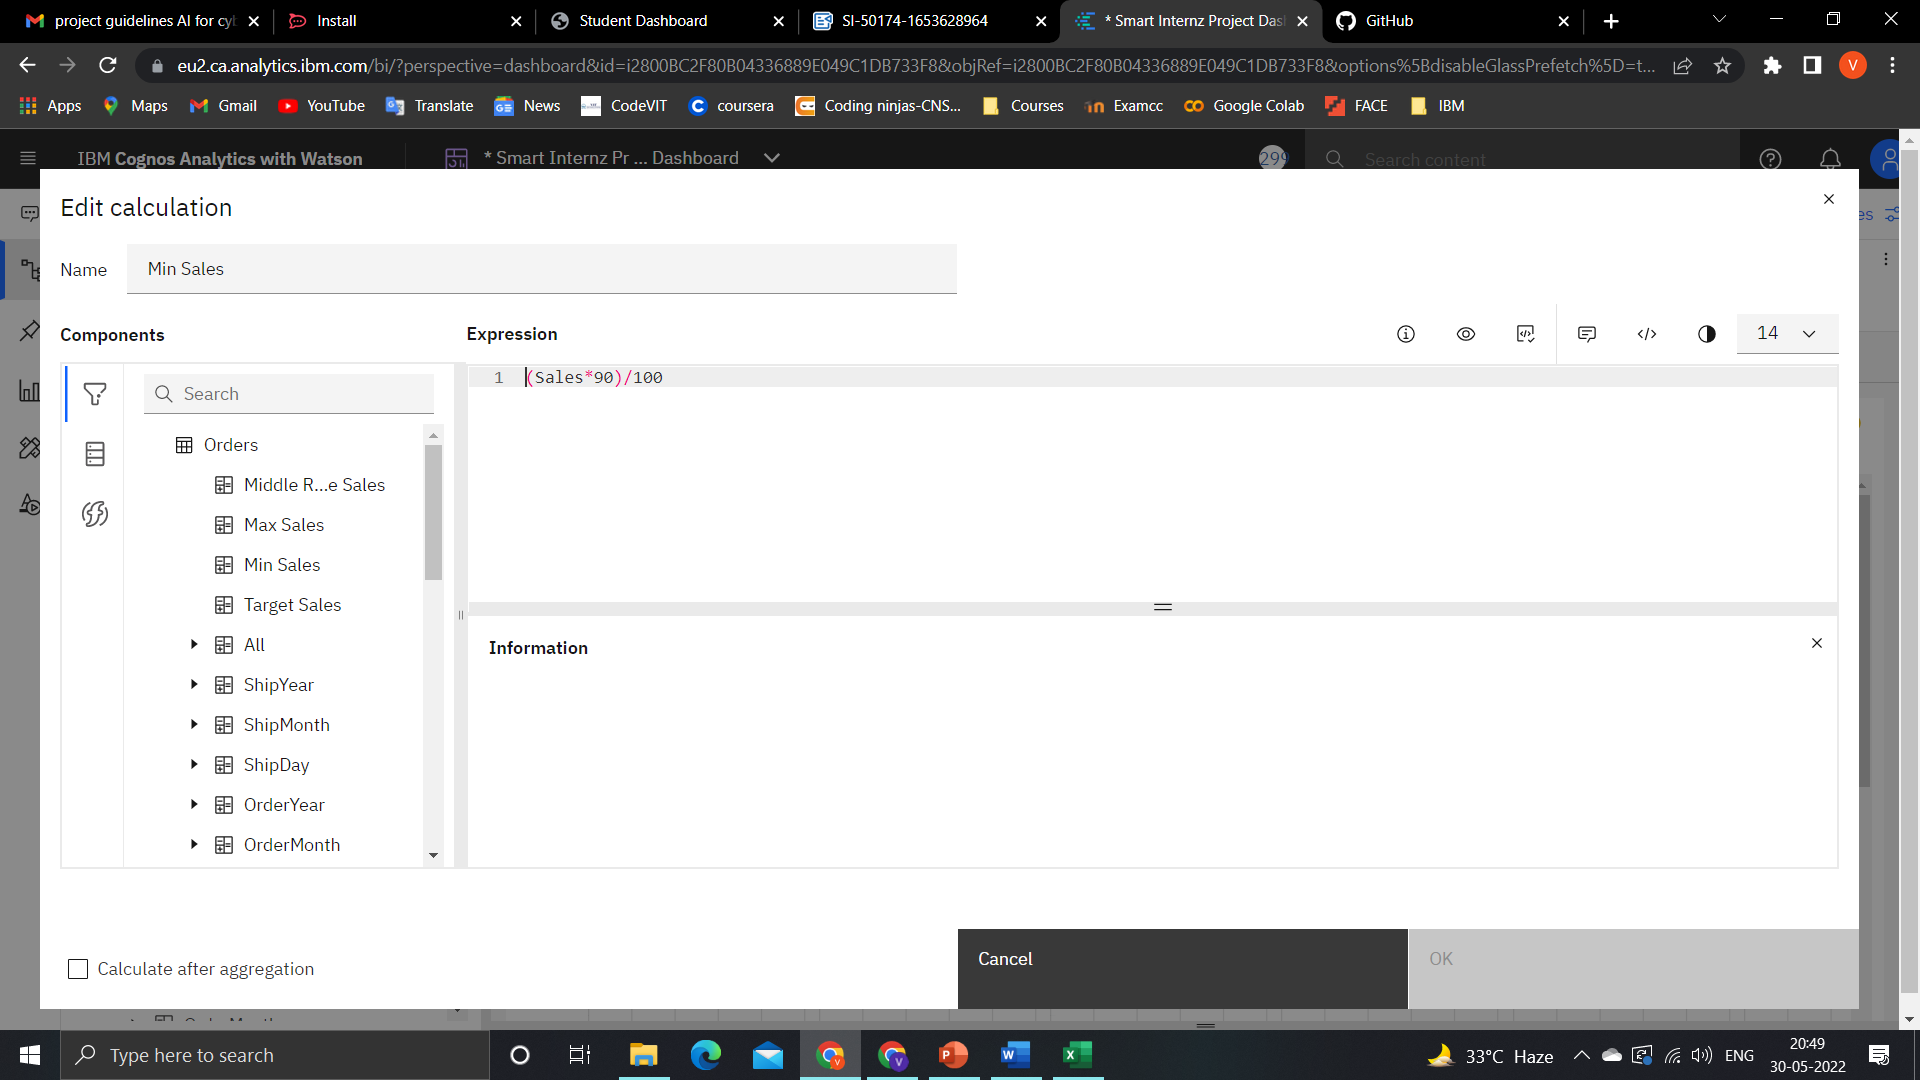 project guidelines AI for cy
Install
Student Dashboard
SI-50174-1653628964
* Smart Internz Project Das
GitHub
eu2.ca.analytics.ibm.com/bi/?perspective=dashboard&id=i2800BC2F80B04336889E049C1DB733F8&objRef=i2800BC2F80B04336889E049C1DB733F8&options%5BdisableGlassPrefetch%5D=t...
V
Apps
Maps
Gmail
YouTube
Translate
News
CodeVIT
coursera
Coding ninjas-CNS...
Courses
Examcc
Google Colab
FACE
IBM
IBM Cognos Analytics with Watson
* Smart Internz Pr ... Dashboard
299
Search content
es
Edit calculation
Name
Min Sales
Components
Expression
14
Search
1
(Sales*90)/100
Orders
Middle R...e Sales
Max Sales
Min Sales
Target Sales
All
ShipYear
ShipMonth
ShipDay
OrderYear
OrderMonth
Information
Calculate after aggregation
Cancel
OK
Type here to search
33°C Haze
ENG
20:49
30-05-2022